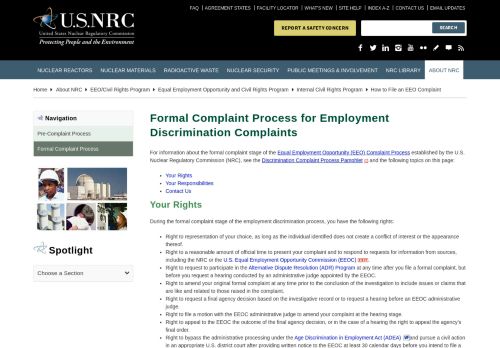 FAQ | AGREEMENT STATES | FACILITY LOCATOR | WHAT'S NEW | SITE HELP | INDEX A-Z | CONTACT US | EMAIL UPDATES
U.S.NRC
United States Nuclear Regulatory Commission
Protecting People and the Environment
REPORT A SAFETY CONCERN
SEARCH
NUCLEAR REACTORS NUCLEAR MATERIALS RADIOACTIVE WASTE NUCLEAR SECURITY PUBLIC MEETINGS & INVOLVEMENT NRC LIBRARY ABOUT NRC
Home About NRC EEO/Civil Rights Program Equal Employment Opportunity and Civil Rights Program Internal Civil Rights Program How to File an EEO Complaint
Navigation
Pre-Complaint Process
Formal Complaint Process
Spotlight
Choose a Section
Formal Complaint Process for Employment
Discrimination Complaints
For information about the formal complaint stage of the Equal Employment Opportunity (EEO) Complaint Process established by the U.S.
Nuclear Regulatory Commission (NRC), see the Discrimination Complaint Process Pamphlet and the following topics on this page:
Your Rights
Your Responsibilities
Contact Us
Your Rights
During the formal complaint stage of the employment discrimination process, you have the following rights:
Right to representation of your choice, as long as the individual identified does not create a conflict of interest or the appearance
thereof.
Right to a reasonable amount of official time to present your complaint and to respond to requests for information from sources,
including the NRC or the U.S. Equal Employment Opportunity Commission (EEOC).
Right to request to participate in the Alternative Dispute Resolution (ADR) Program at any time after you file a formal complaint, but
before you request a hearing conducted by an administrative judge appointed by the EEOC.
Right to amend your original formal complaint at any time prior to the conclusion of the investigation to include issues or claims that
are like and related to those raised in the complaint.
Right to request a final agency decision based on the investigative record or to request a hearing before an EEOC administrative
judge.
Right to file a motion with the EEOC administrative judge to amend your complaint at the hearing stage.
Right to appeal to the EEOC the outcome of the final agency decision, or in the case of a hearing the right to appeal the agency's
final order.
Right to bypass the administrative processing under the Age Discrimination in Employment Act (ADEA) and pursue a civil action
in an appropriate U.S. district court after providing written notice to the EEOC at least 30 calendar days before you intend to file a